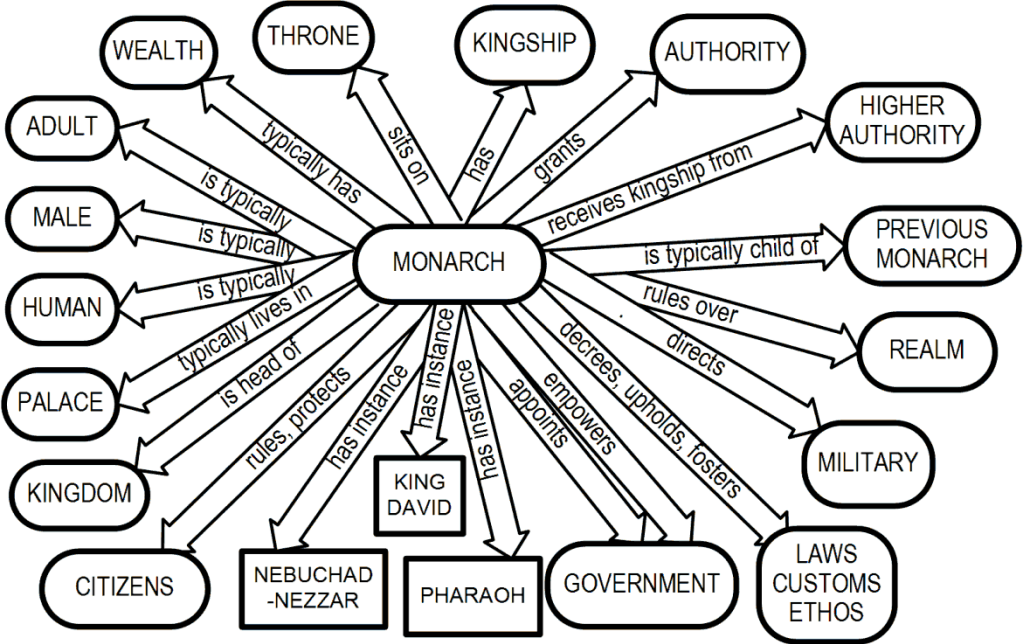 WEALTH
THRONE
KINGSHIP
AUTHORITY
HIGHER
AUTHORITY
ADULT
typically has
sits on
has
grants
receives kingship from
is typically
MALE
is typically
MONARCH
is typically child of
PREVIOUS
MONARCH
HUMAN
is typically
rules over
REALM
typically lives in
directs
PALACE
is head of
decrees, upholds, fosters
MILITARY
KINGDOM
rules, protects
has instance
has instance
has instance
appoints
empowers
KING
DAVID
CITIZENS
NEBUCHAD
-NEZZAR
PHARAOH
GOVERNMENT
LAWS
CUSTOMS
ETHOS